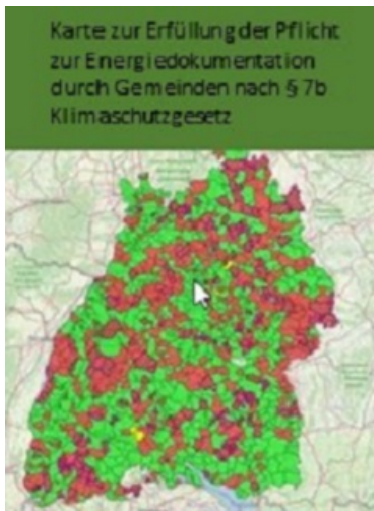 Karte zur Erfüllung der Pflicht
zur Energiedokumentation
durch Gemeinden nach § 7b
Klimaschutzgesetz